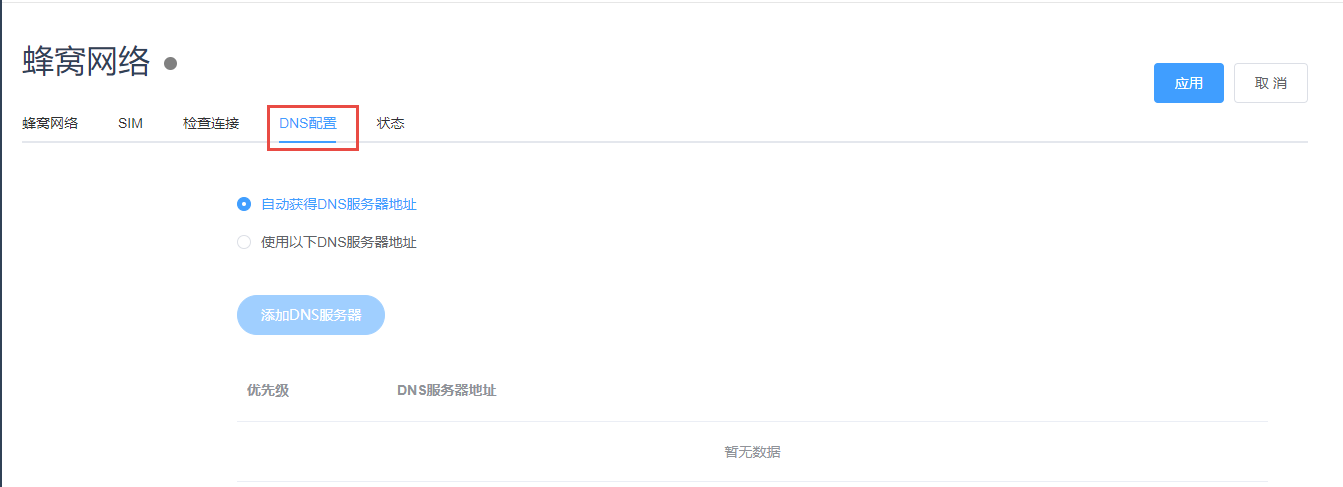 蜂窝网络
应用
取 消
蜂窝网络 SIM 检查连接 DNS配置 状态
自动获得DNS服务器地址
使用以下DNS服务器地址
添加DNS服务器
优先级 DNS服务器地址
暂无数据